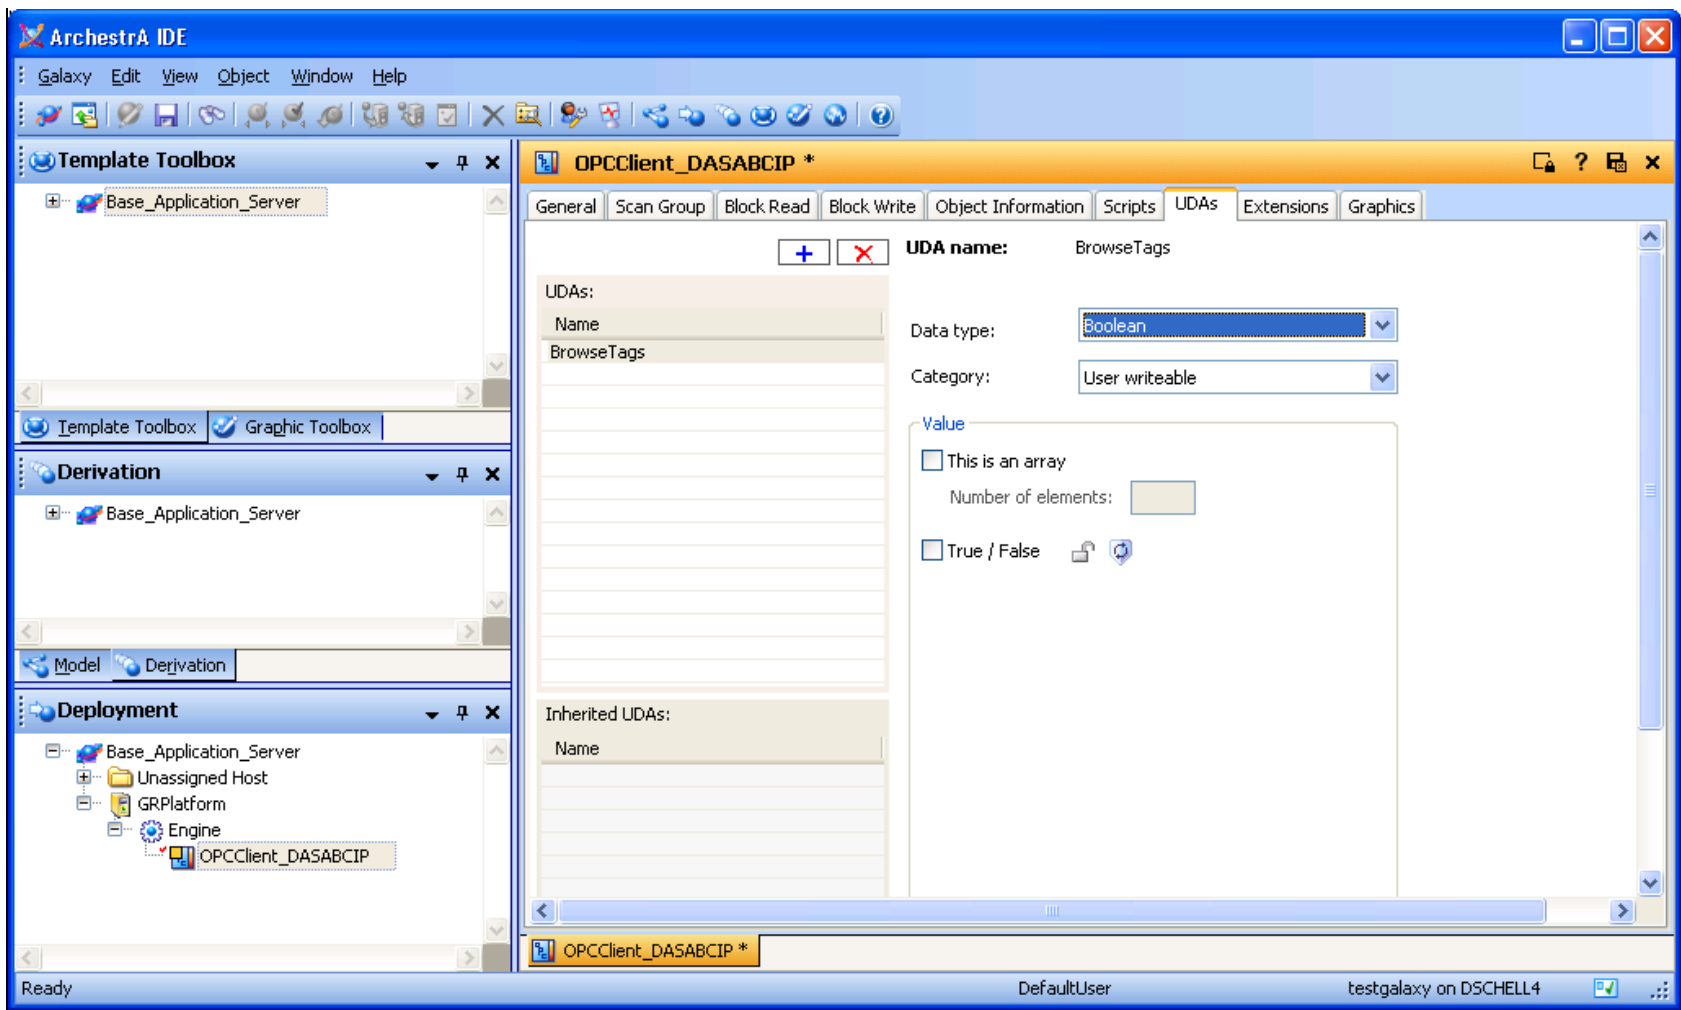 ArchestrA IDE
Galaxy Edit View Object Window Help
Template Toolbox
Base_Application_Server
Template Toolbox Graphic Toolbox
Derivation
Base_Application_Server
Model Derivation
Deployment
Base_Application_Server
Unassigned Host
GRPlatform
Engine
OPCClient_DASABCIP
OPCClient_DASABCIP *
General Scan Group Block Read Block Write Object Information Scripts UDAs Extensions Graphics
UDAs:
Name
BrowseTags
Inherited UDAs:
Name
UDA name: BrowseTags
Data type: Boolean
Category: User writeable
Value
This is an array
Number of elements:
True / False
OPCClient_DASABCIP *
Ready DefaultUser testgalaxy on DSCHELL4